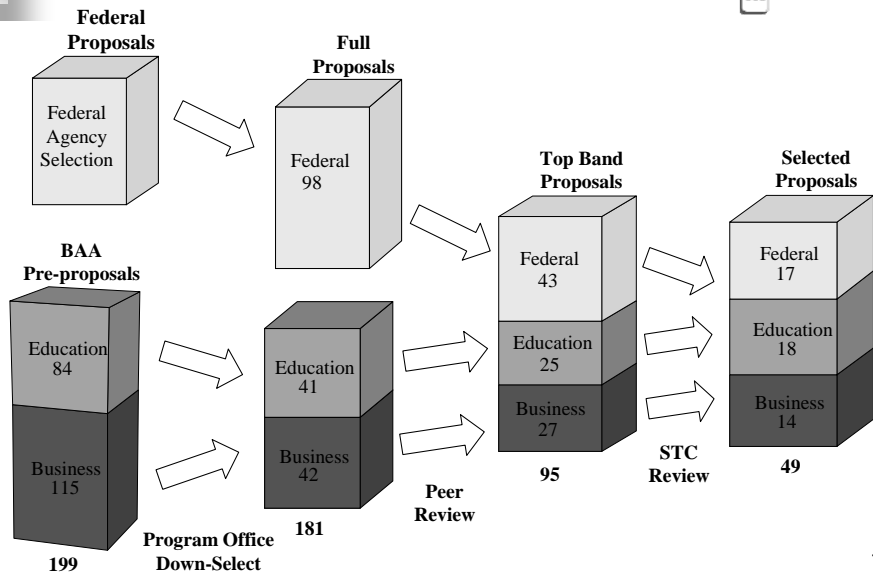 Federal
Proposals
Federal
Agency
Selection
Full
Proposals
Federal
98
BAA
Pre-proposals
Education
84
Business
115
199
Program Office
Down-Select
Education
41
Business
42
181
Peer
Review
Top Band
Proposals
Federal
43
Education
25
Business
27
95
STC
Review
Selected
Proposals
Federal
17
Education
18
Business
14
49